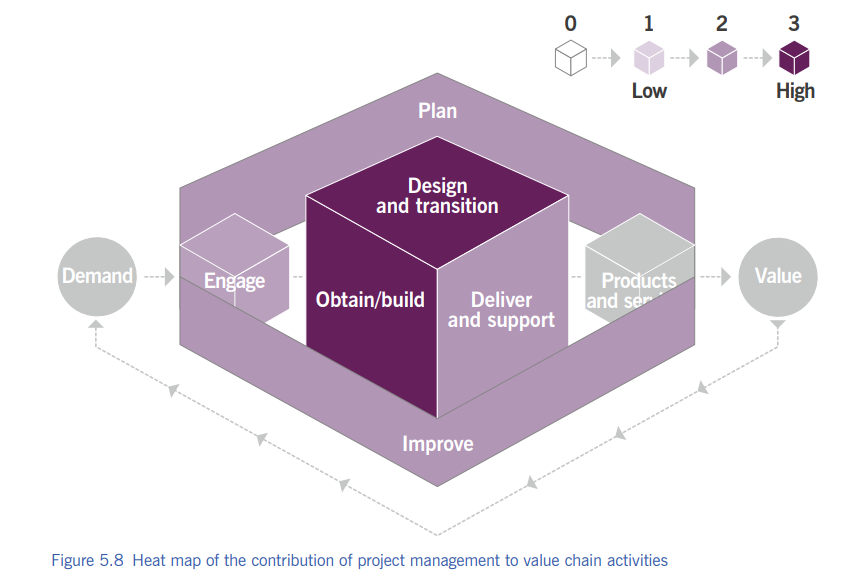 0 1 2 3
Low High
Plan
Design
and transition
Demand
Engage
Obtain/build
Deliver
and support
Products
and
Value
Improve
Figure 5.8 Heat map of the contribution of project management to value chain activities